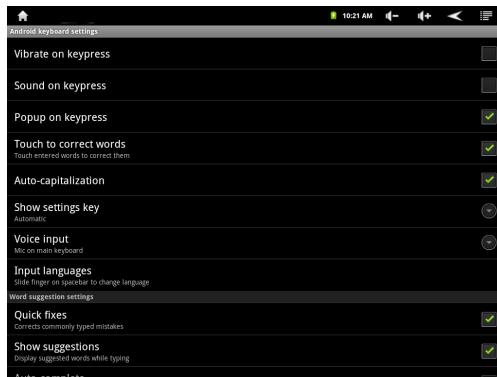 10:21 AM
Android keyboard settings
Vibrate on keypress
Sound on keypress
Popup on keypress
Touch to correct words
Touch entered words to correct them
Auto-capitalization
Show settings key
Automatic
Voice input
Mic on main keyboard
Input languages
Slide finger on spacebar to change language
Word suggestion settings
Quick fixes
Corrects commonly typed mistakes
Show suggestions
Display suggested words while typing
Auto-complete